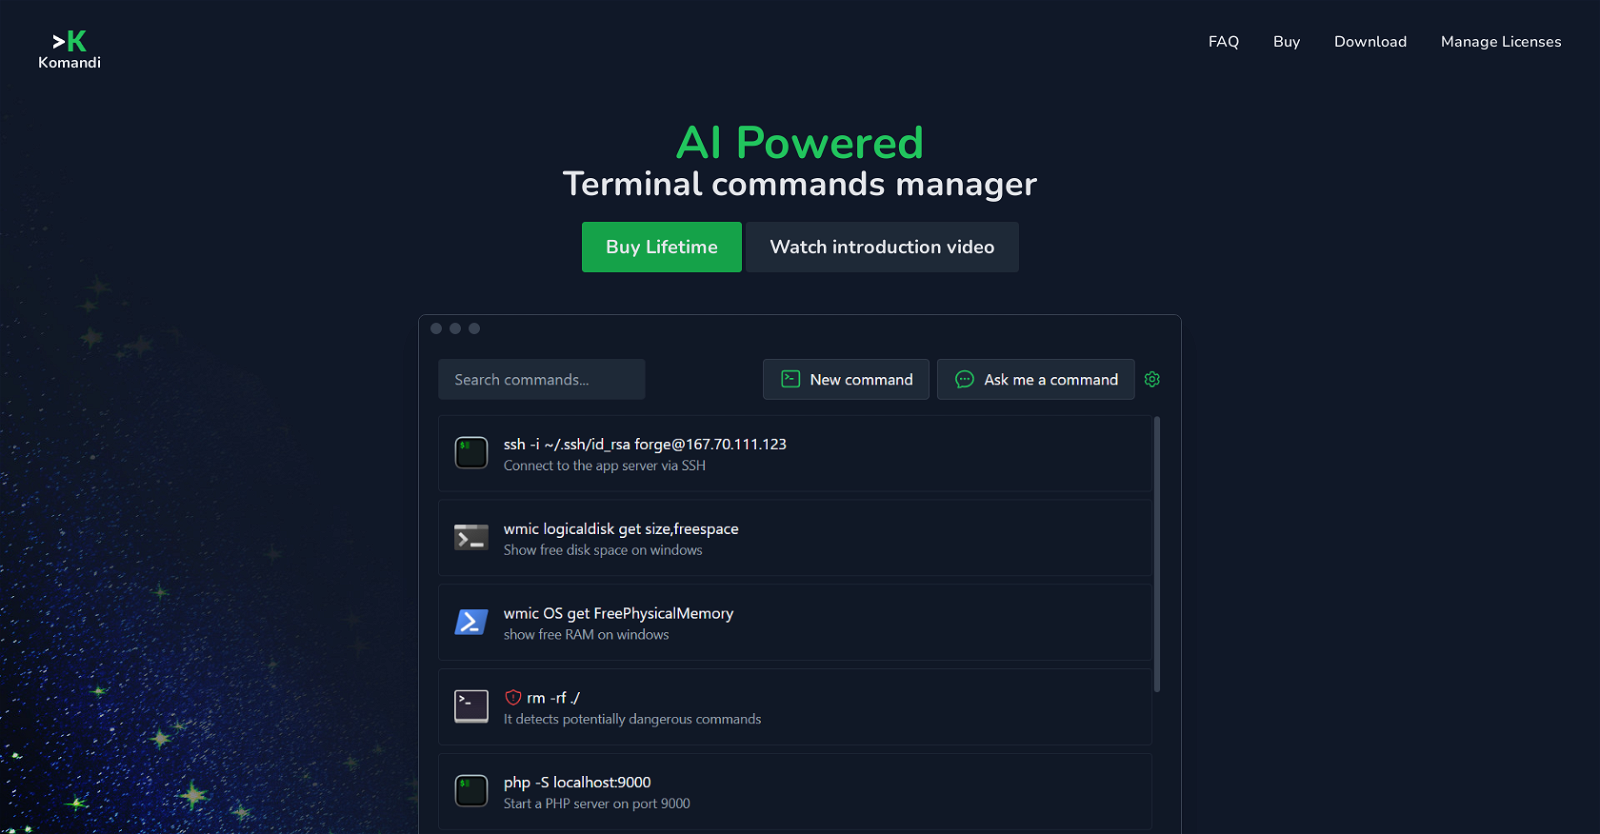 >K
Komandi
FAQ
Buy
Download
Manage Licenses
AI Powered
Terminal commands manager
Buy Lifetime
Watch introduction video
Search commands...
New command
Ask me a command
ssh -i ~/.ssh/id_rsa forge@167.70.111.123
Connect to the app server via SSH
wmic logicaldisk get size,freespace
Show free disk space on windows
wmic OS get FreePhysicalMemory
show free RAM on windows
rm -rf ./
It detects potentially dangerous commands
php -S localhost:9000
Start a PHP server on port 9000